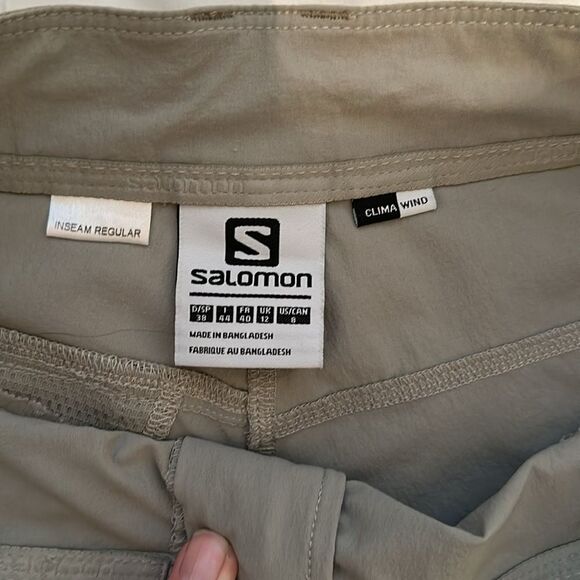 salomon
INSEAM REGULAR
CLIMA WIND
S
salomon
D/SP I FR UK US/CAN
38 44 40 12 8
MADE IN BANGLADESH
FABRIQUE AU BANGLADESH